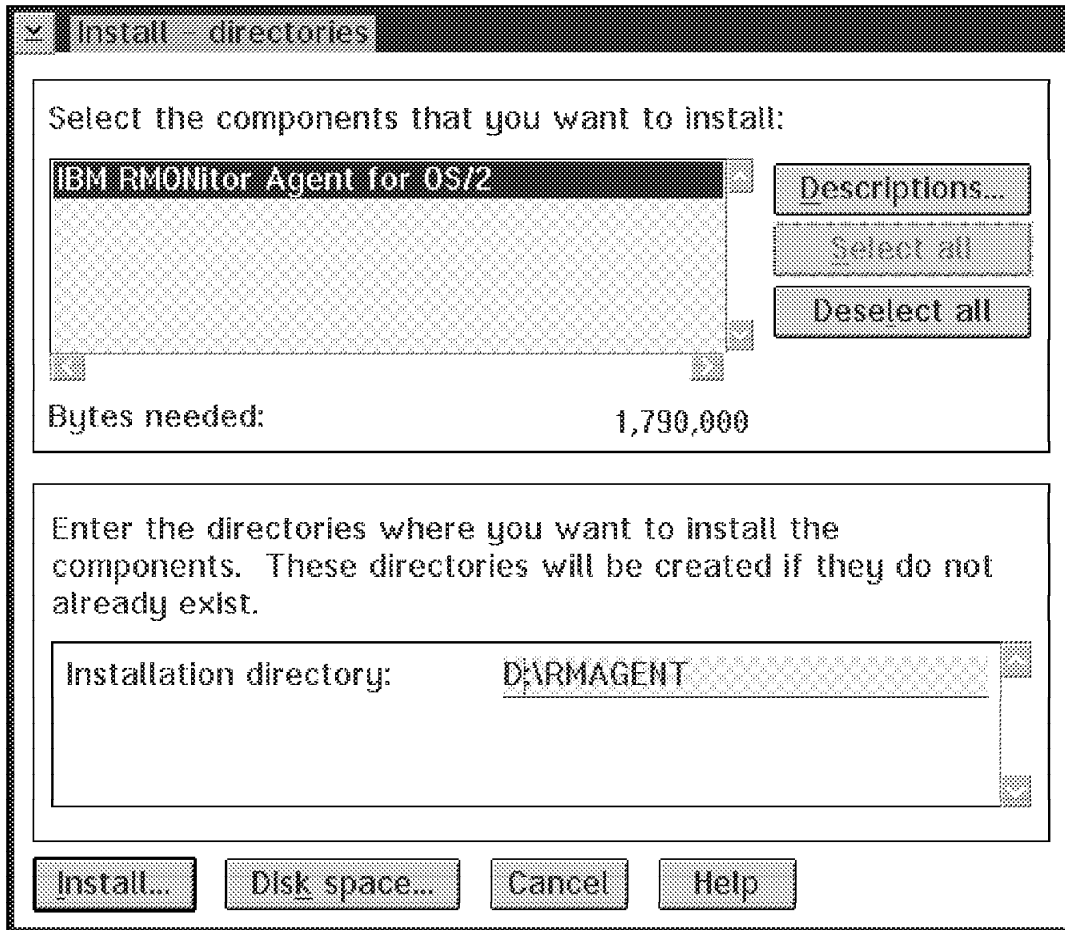 Install – directories
Select the components that you want to install:
IBM RMONitor Agent for OS/2
Descriptions...
Select all
Deselect all
Bytes needed:
1,790,000
Enter the directories where you want to install the
components.  These directories will be created if they do not
already exist.
Installation directory:
D:\RMAGENT
Install...
Disk space...
Cancel
Help